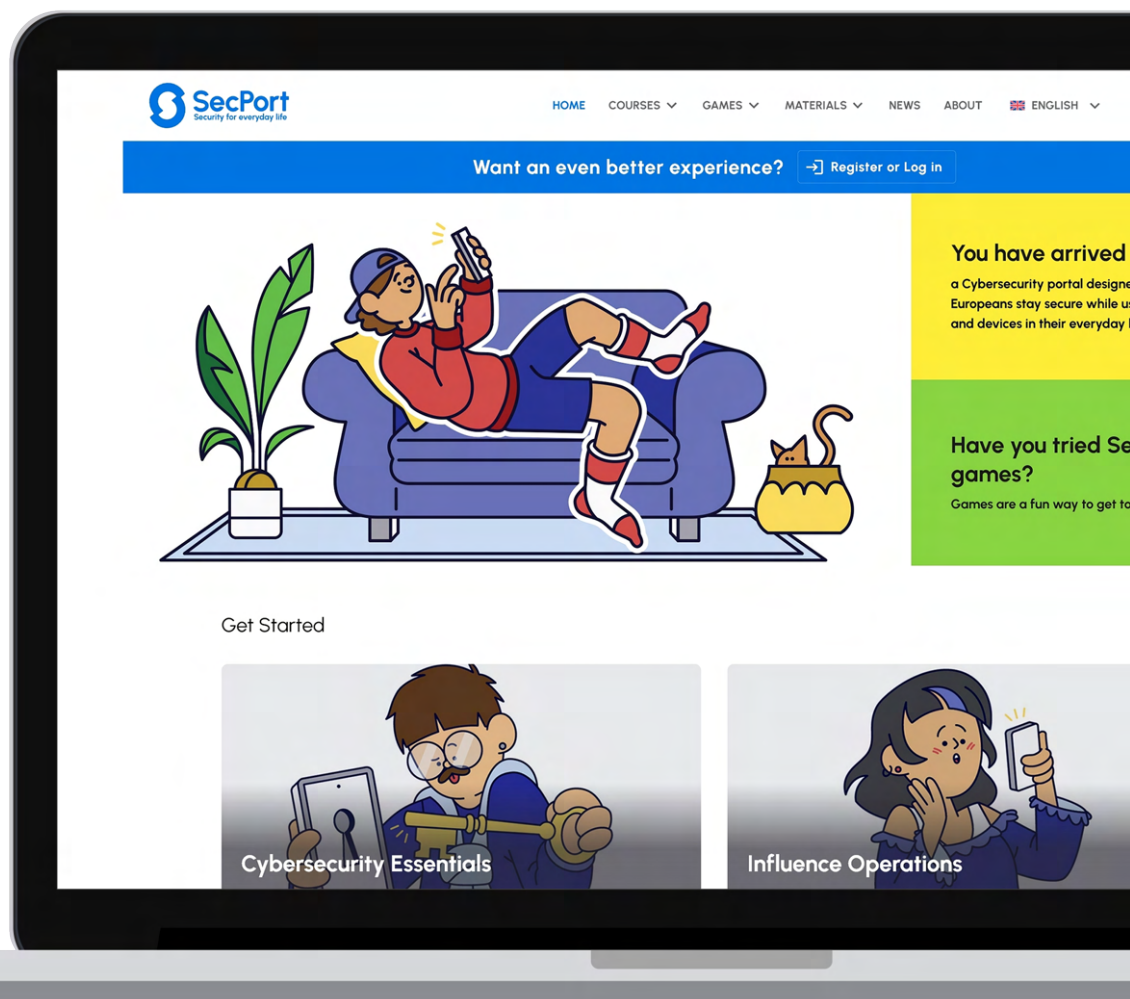 SecPort
Security for everyday life
HOME COURSES GAMES MATERIALS NEWS ABOUT ENGLISH
Want an even better experience? Register or Log in
You have arrived
a Cybersecurity portal designe
Europeans stay secure while u
and devices in their everyday
Have you tried Se
games?
Games are a fun way to get to
Get Started
Cybersecurity Essentials
Influence Operations